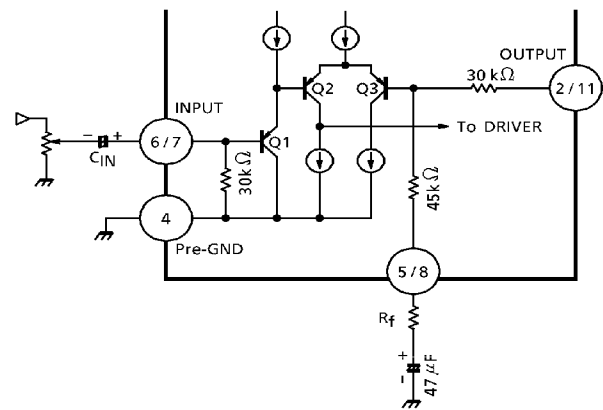 OUTPUT
30 kΩ
2 / 11
Q2
Q3
INPUT
6 / 7
To DRIVER
Q1
− +
CIN
30kΩ
45kΩ
4
Pre-GND
5 / 8
Rf
+
−
47 μF